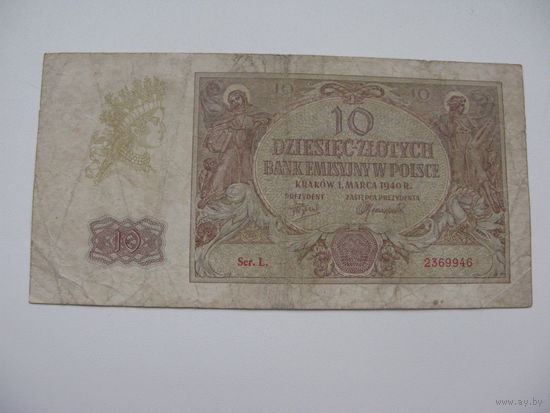 10 10
10
DZIESIĘĆ ZŁOTYCH
BANK EMISYJNY W POLSCE
KRAKÓW 1. MARCA 1940 R.
PREZYDENT ZASTĘPCA PREZYDENTA
10
Ser. L. 2369946
www.ay.by